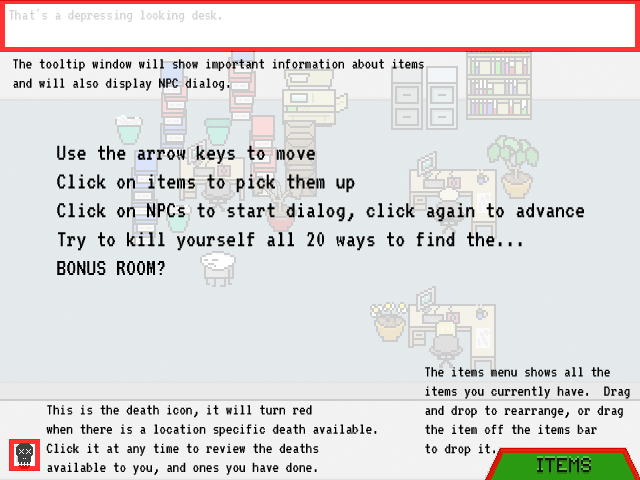 That's a depressing looking desk.
The tooltip window will show important information about items
and will also display NPC dialog.
Use the arrow keys to move
Click on items to pick them up
Click on NPCs to start dialog, click again to advance
Try to kill yourself all 20 ways to find the...
BONUS ROOM?
The items menu shows all the
items you currently have.  Drag
and drop to rearrange, or drag
the item off the items bar
to drop it.
This is the death icon, it will turn red
when there is a location specific death available.
Click it at any time to review the deaths
available to you, and ones you have done.
ITEMS